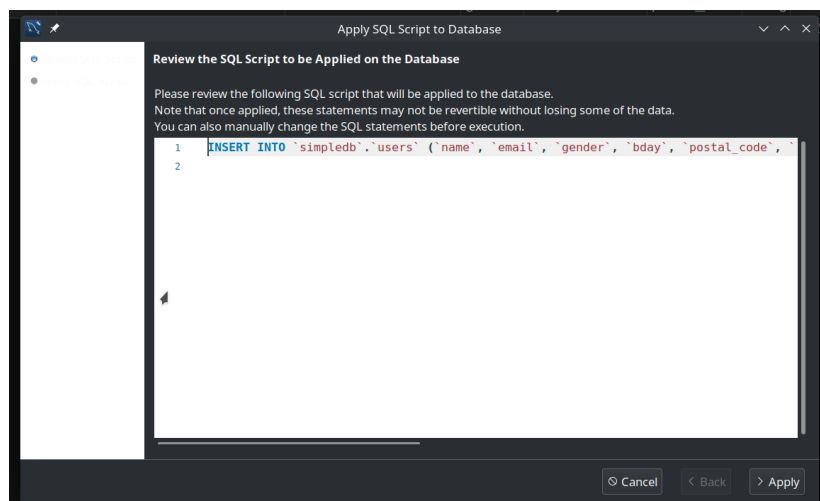 Apply SQL Script to Database
Review the SQL Script to be Applied on the Database
Please review the following SQL script that will be applied to the database.
Note that once applied, these statements may not be revertible without losing some of the data.
You can also manually change the SQL statements before execution.
1 INSERT INTO `simpledb`.`users` (`name`, `email`, `gender`, `bday`, `postal_code`, `
2
Cancel
< Back
> Apply